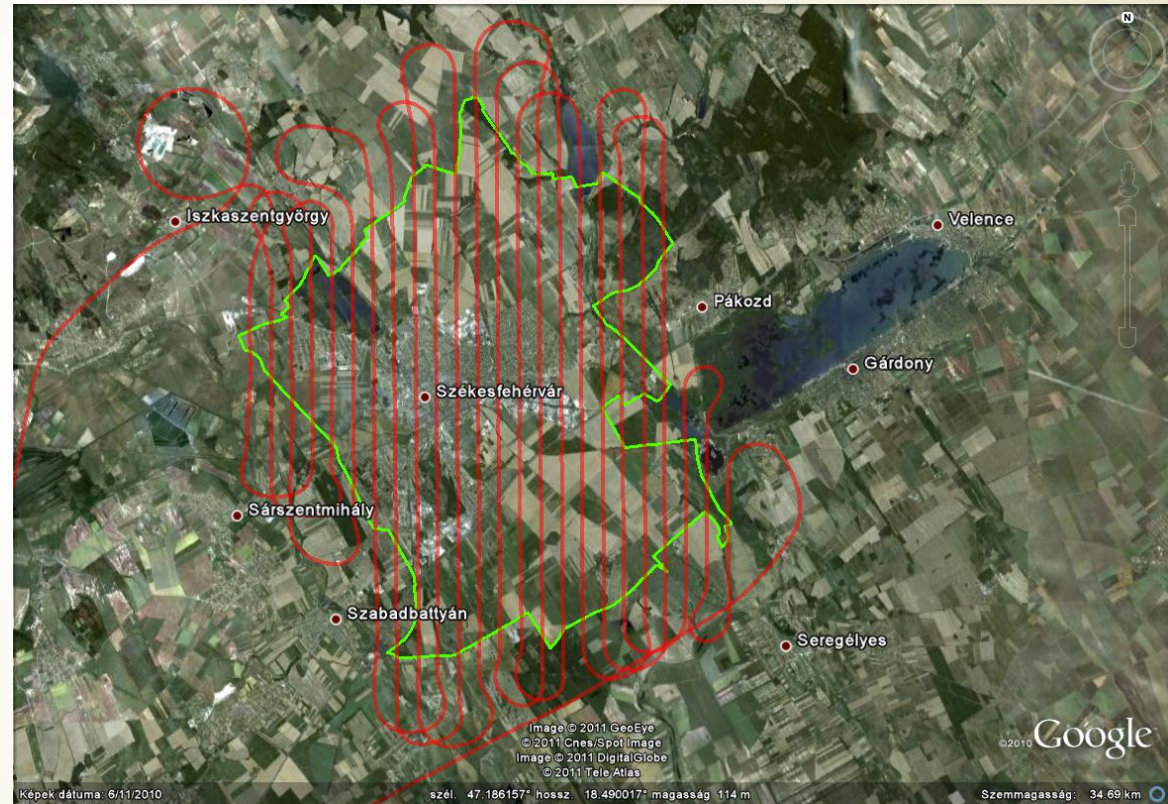 N
Iszkaszentgyörgy
Velence
Pákozd
Gárdony
Székesfehérvár
Sárszentmihály
Szabadbattyán
Seregélyes
Image © 2011 GeoEye
© 2011 Cnes/Spot Image
Image © 2011 DigitalGlobe
© 2011 Tele Atlas
©2010 Google
Képek dátuma: 6/11/2010 szél. 47.186157° hossz. 18.490017° magasság 114 m Szemmagasság: 34.69 km